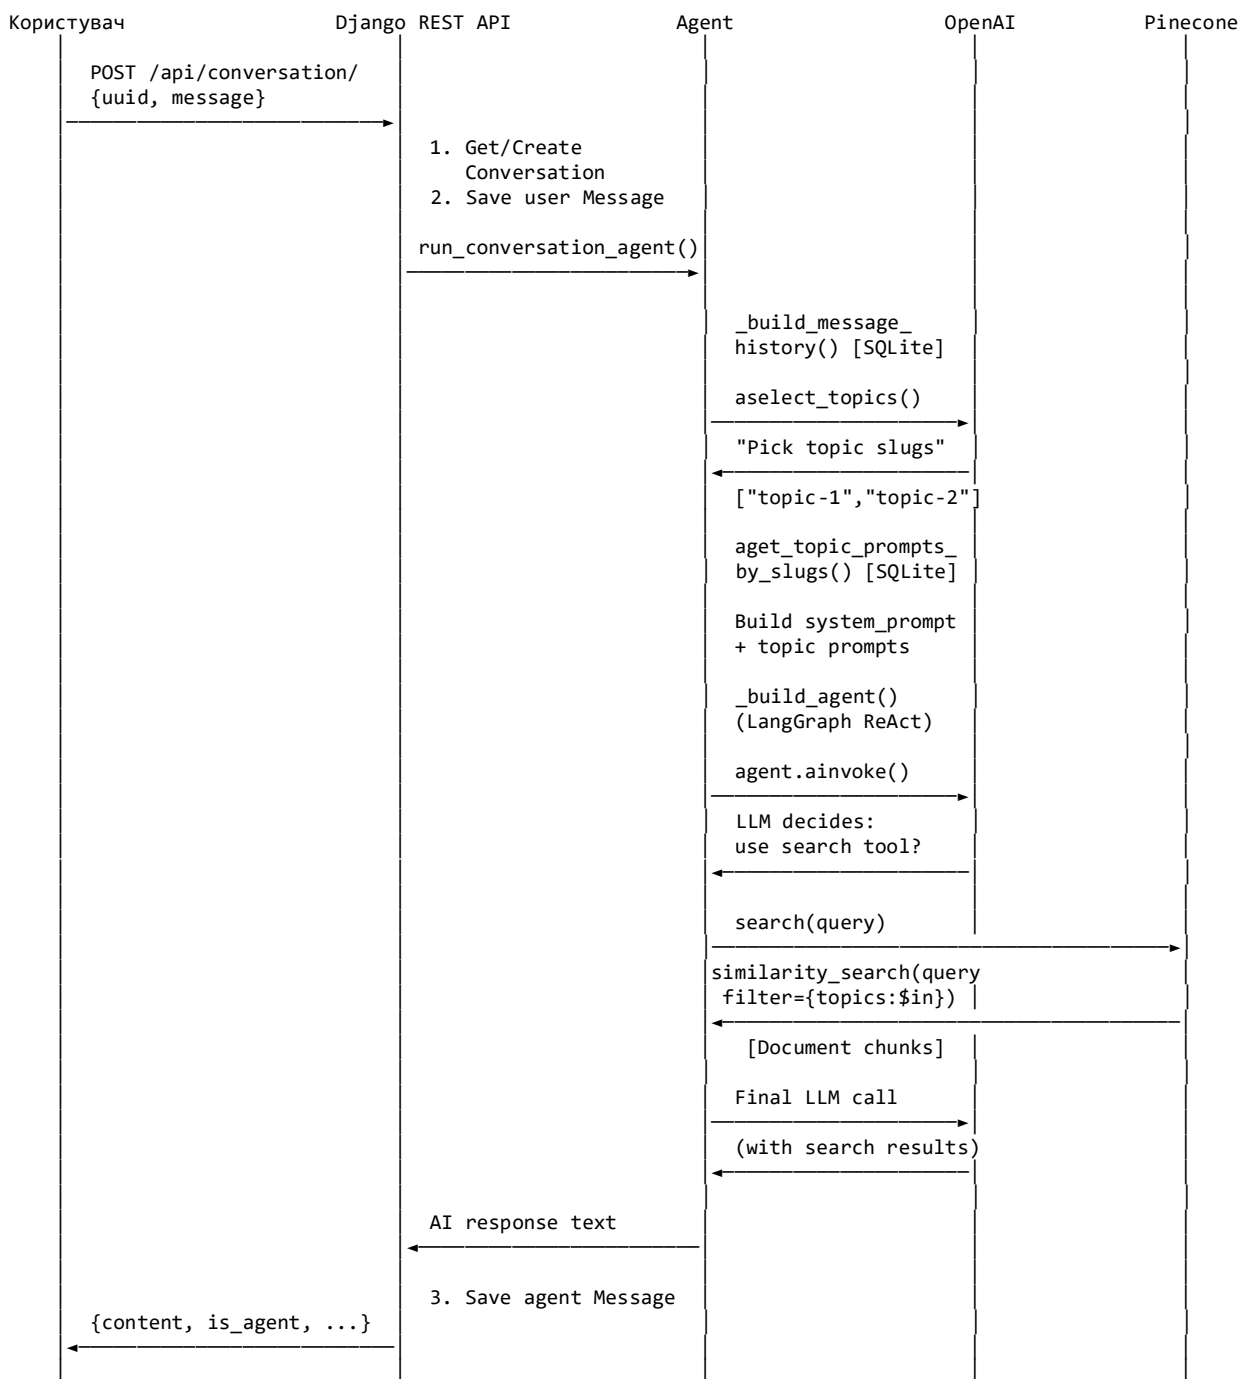 Користувач Django REST API Agent OpenAI Pinecone
POST /api/conversation/
{uuid, message}
1. Get/Create
Conversation
2. Save user Message
run_conversation_agent()
_build_message_
history() [SQLite]
aselect_topics()
"Pick topic slugs"
["topic-1","topic-2"]
aget_topic_prompts_
by_slugs() [SQLite]
Build system_prompt
+ topic prompts
_build_agent()
(LangGraph ReAct)
agent.ainvoke()
LLM decides:
use search tool?
search(query)
similarity_search(query
filter={topics:$in})
[Document chunks]
Final LLM call
(with search results)
AI response text
3. Save agent Message
{content, is_agent, ...}